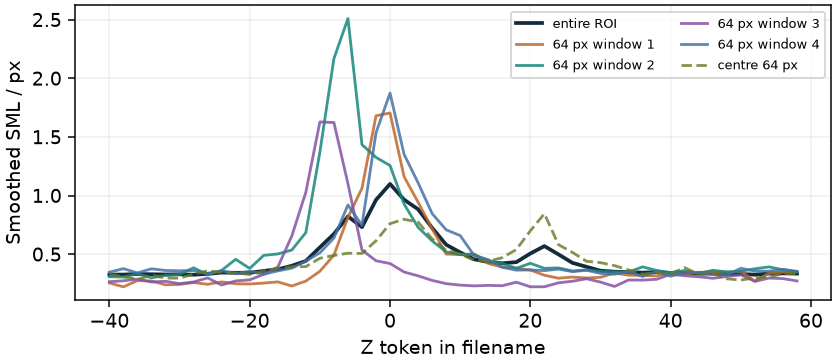 2.5
2.0
1.5
1.0
0.5
Smoothed SML / px
entire ROI
64 px window 1
64 px window 2
64 px window 3
64 px window 4
centre 64 px
−40 −20 0 20 40 60
Z token in filename